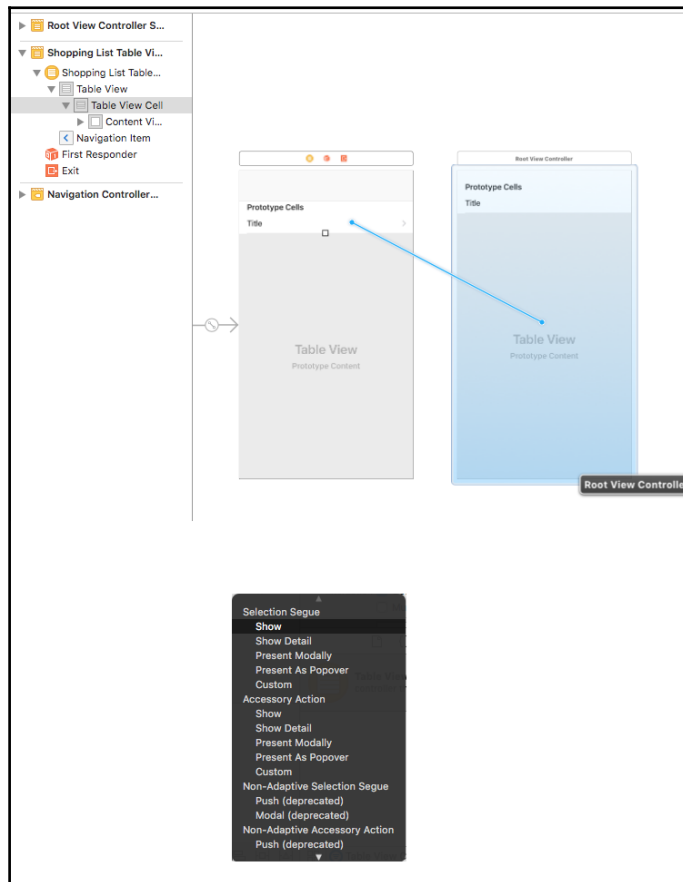 Root View Controller S...
Shopping List Table Vi...
Shopping List Table...
Table View
Table View Cell
Content Vi...
Navigation Item
First Responder
Exit
Navigation Controller...
Prototype Cells
Title
Table View
Prototype Content
Root View Controller
Prototype Cells
Title
Table View
Prototype Content
Root View Controlle
Selection Segue
Show
Show Detail
Present Modally
Present As Popover
Custom
Accessory Action
Show
Show Detail
Present Modally
Present As Popover
Custom
Non-Adaptive Selection Segue
Push (deprecated)
Modal (deprecated)
Non-Adaptive Accessory Action
Push (deprecated)